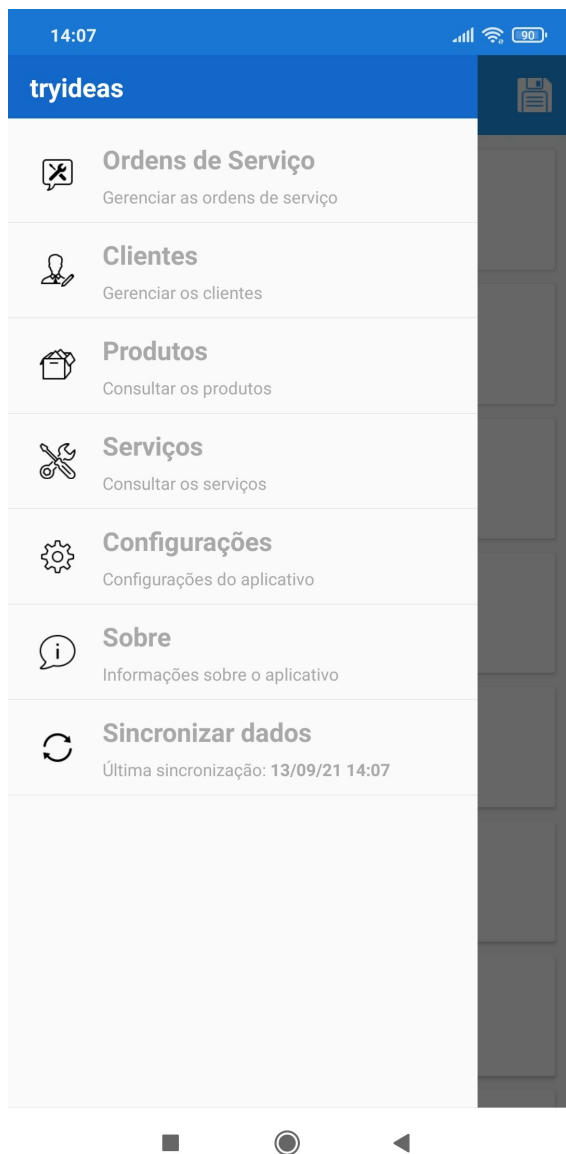 14:07
90
tryideas
Ordens de Serviço
Gerenciar as ordens de serviço
Clientes
Gerenciar os clientes
Produtos
Consultar os produtos
Serviços
Consultar os serviços
Configurações
Configurações do aplicativo
Sobre
Informações sobre o aplicativo
Sincronizar dados
Última sincronização: 13/09/21 14:07